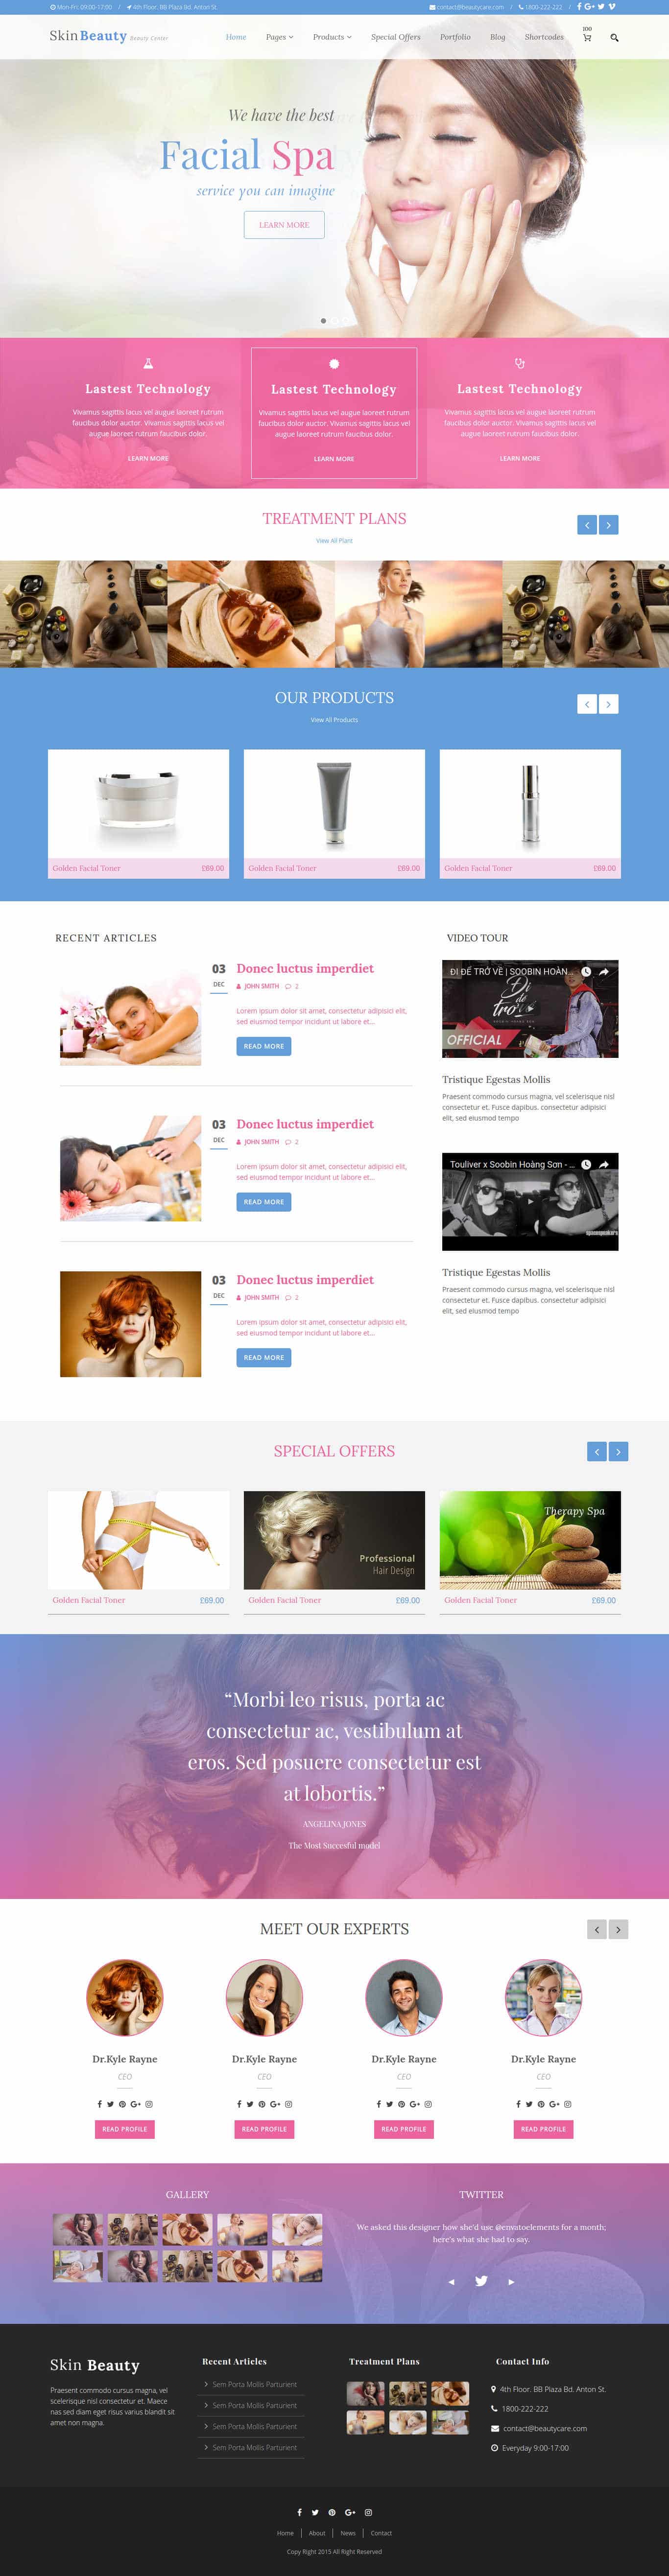 Mon-Fri: 09:00-17:00 / 4th Floor. BB Plaza Bd. Anton St.
contact@beautycare.com / 1800-222-222 /
Skin Beauty Beauty Center
Home Pages Products Special Offers Portfolio Blog Shortcodes
We have the best
Facial Spa
service you can imagine
LEARN MORE
Lastest Technology
Vivamus sagittis lacus vel augue laoreet rutrum
faucibus dolor auctor. Vivamus sagittis lacus vel
augue laoreet rutrum faucibus dolor.
LEARN MORE
Lastest Technology
Vivamus sagittis lacus vel augue laoreet rutrum
faucibus dolor auctor. Vivamus sagittis lacus vel
augue laoreet rutrum faucibus dolor.
LEARN MORE
Lastest Technology
Vivamus sagittis lacus vel augue laoreet rutrum
faucibus dolor auctor. Vivamus sagittis lacus vel
augue laoreet rutrum faucibus dolor.
LEARN MORE
TREATMENT PLANS
View All Plant
OUR PRODUCTS
View All Products
Golden Facial Toner £69.00
Golden Facial Toner £69.00
Golden Facial Toner £69.00
RECENT ARTICLES
03
DEC
Donec luctus imperdiet
JOHN SMITH 2
Lorem ipsum dolor sit amet, consectetur adipisici elit,
sed eiusmod tempor incidunt ut labore et...
READ MORE
03
DEC
Donec luctus imperdiet
JOHN SMITH 2
Lorem ipsum dolor sit amet, consectetur adipisici elit,
sed eiusmod tempor incidunt ut labore et...
READ MORE
03
DEC
Donec luctus imperdiet
JOHN SMITH 2
Lorem ipsum dolor sit amet, consectetur adipisici elit,
sed eiusmod tempor incidunt ut labore et...
READ MORE
VIDEO TOUR
ĐI ĐỂ TRỞ VỀ | SOOBIN HOÀN...
Đi để trở về
OFFICIAL
Tristique Egestas Mollis
Praesent commodo cursus magna, vel scelerisque nisl
consectetur et. Fusce dapibus. consectetur adipisici
elit, sed eiusmod tempo
Touliver x Soobin Hoàng Sơn - ...
spacespeakers
Tristique Egestas Mollis
Praesent commodo cursus magna, vel scelerisque nisl
consectetur et. Fusce dapibus. consectetur adipisici
elit, sed eiusmod tempo
SPECIAL OFFERS
Professional
Hair Design
Therapy Spa
Golden Facial Toner £69.00
Golden Facial Toner £69.00
Golden Facial Toner £69.00
“Morbi leo risus, porta ac
consectetur ac, vestibulum at
eros. Sed posuere consectetur est
at lobortis.”
ANGELINA JONES
The Most Succesful model
MEET OUR EXPERTS
Dr.Kyle Rayne
CEO
READ PROFILE
Dr.Kyle Rayne
CEO
READ PROFILE
Dr.Kyle Rayne
CEO
READ PROFILE
Dr.Kyle Rayne
CEO
READ PROFILE
GALLERY
TWITTER
We asked this designer how she'd use @envatoelements for a month;
here's what she had to say.
Skin Beauty
Praesent commodo cursus magna, vel
scelerisque nisl consectetur et. Maece
nas sed diam eget risus varius blandit sit
amet non magna.
Recent Articles
Sem Porta Mollis Parturient
Sem Porta Mollis Parturient
Sem Porta Mollis Parturient
Sem Porta Mollis Parturient
Treatment Plans
Contact Info
4th Floor. BB Plaza Bd. Anton St.
1800-222-222
contact@beautycare.com
Everyday 9:00-17:00
Home | About | News | Contact
Copy Right 2015 All Right Reserved